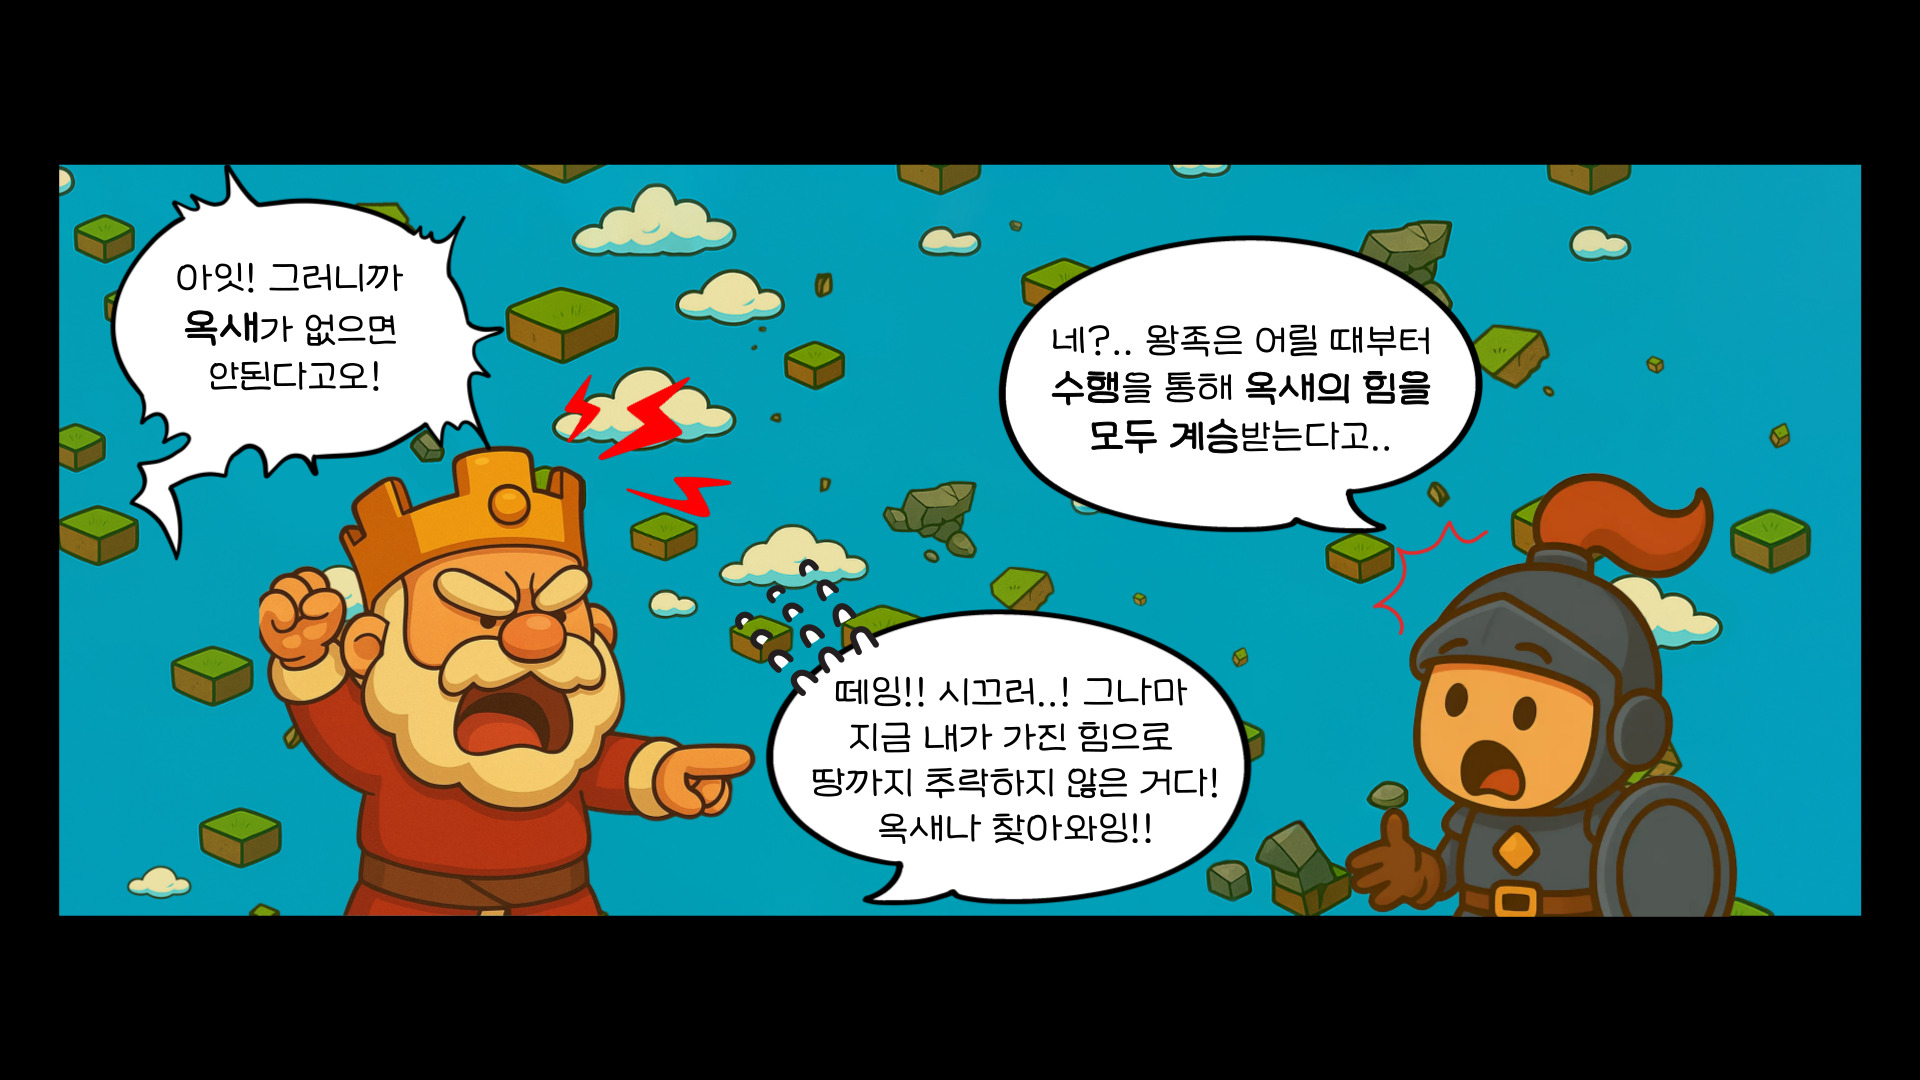 아잇! 그러니까
옥새가 없으면
안된다고오!
네?.. 왕족은 어릴 때부터
수행을 통해 옥새의 힘을
모두 계승받는다고..
떼잉!! 시끄러..! 그나마
지금 내가 가진 힘으로
땅까지 추락하지 않은 거다!
옥새나 찾아와잉!!